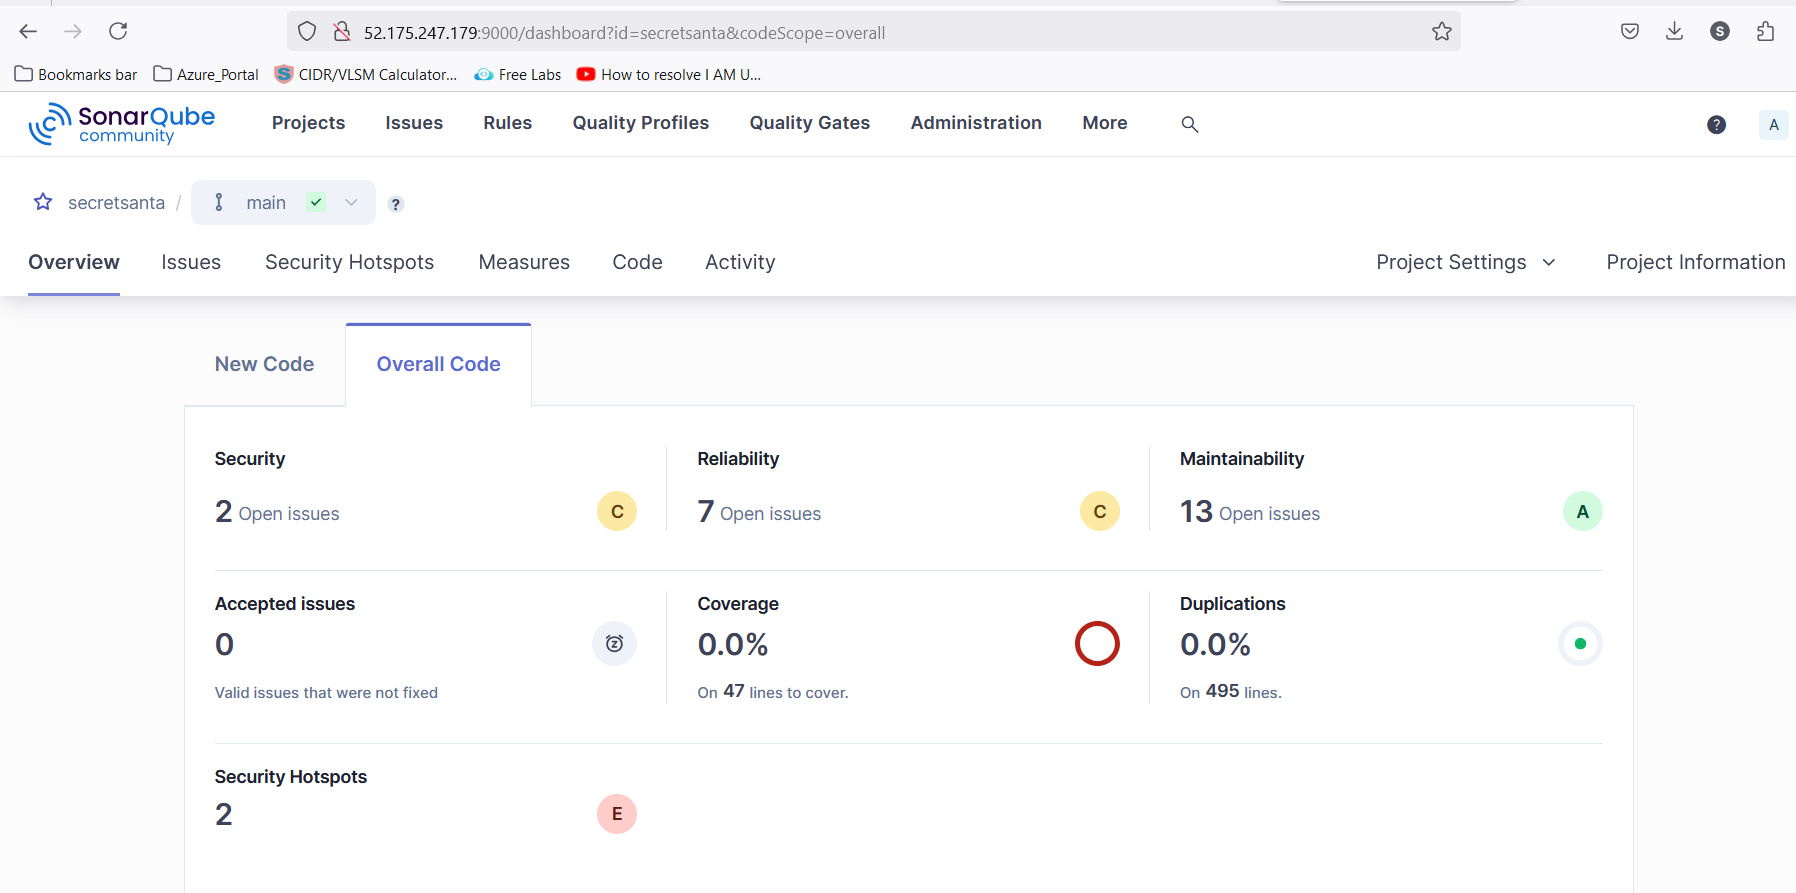 52.175.247.179:9000/dashboard?id=secretsanta&codeScope=overall
S
Bookmarks bar Azure_Portal S CIDR/VLSM Calculator... Free Labs How to resolve I AM U...
SonarQube
community
Projects Issues Rules Quality Profiles Quality Gates Administration More ? A
secretsanta / main ?
Overview Issues Security Hotspots Measures Code Activity Project Settings Project Information
New Code Overall Code
Security Reliability Maintainability
2 Open issues C 7 Open issues C 13 Open issues A
Accepted issues Coverage Duplications
0 z 0.0% 0.0%
Valid issues that were not fixed On 47 lines to cover. On 495 lines.
Security Hotspots
2 E